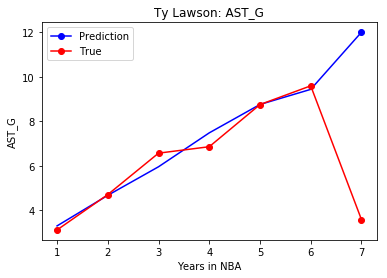 Ty Lawson: AST_G
Prediction
True
12
10
8
6
4
AST_G
1 2 3 4 5 6 7
Years in NBA